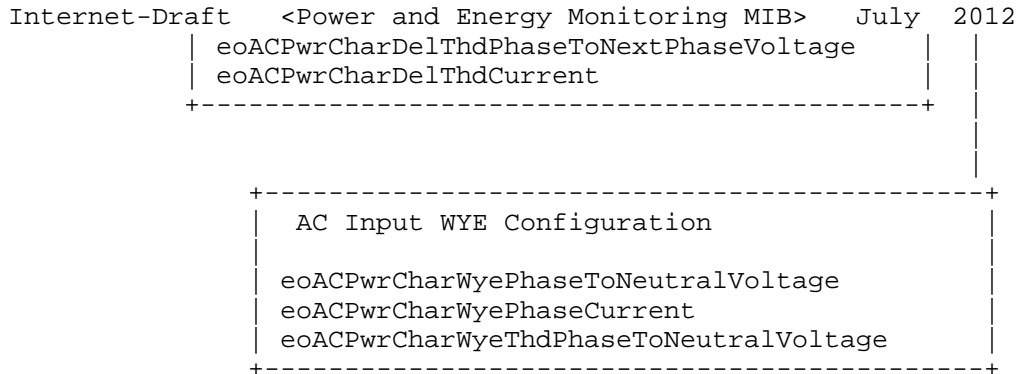 Internet-Draft   <Power and Energy Monitoring MIB>   July  2012
eoACPwrCharDelThdPhaseToNextPhaseVoltage
eoACPwrCharDelThdCurrent
AC Input WYE Configuration
eoACPwrCharWyePhaseToNeutralVoltage
eoACPwrCharWyePhaseCurrent
eoACPwrCharWyeThdPhaseToNeutralVoltage